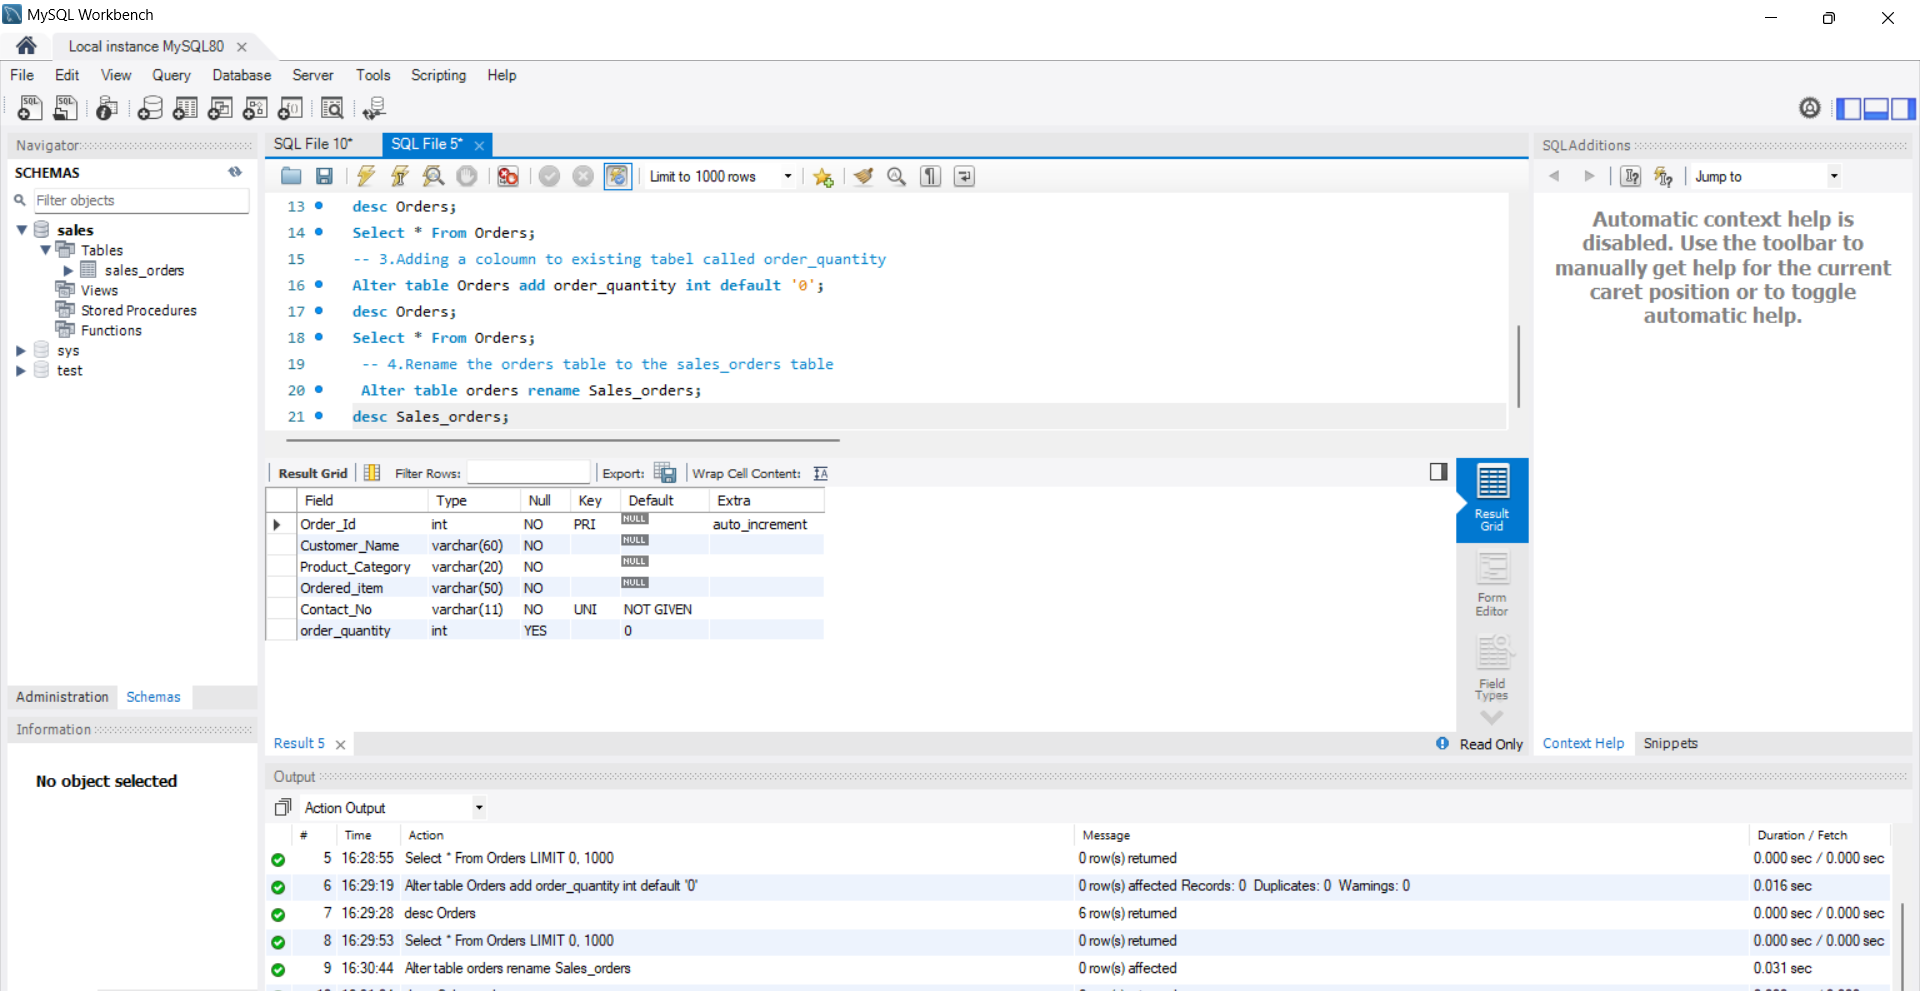 MySQL Workbench
Local instance MySQL80
File Edit View Query Database Server Tools Scripting Help
Navigator
SCHEMAS
Filter objects
sales
Tables
sales_orders
Views
Stored Procedures
Functions
sys
test
Administration Schemas
Information
No object selected
SQL File 10* SQL File 5*
Limit to 1000 rows
13 desc Orders;
14 Select * From Orders;
15 -- 3.Adding a coloumn to existing tabel called order_quantity
16 Alter table Orders add order_quantity int default '0';
17 desc Orders;
18 Select * From Orders;
19 -- 4.Rename the orders table to the sales_orders table
20 Alter table orders rename Sales_orders;
21 desc Sales_orders;
Result Grid Filter Rows: Export: Wrap Cell Content:
Field Type Null Key Default Extra
Order_Id int NO PRI NULL auto_increment
Customer_Name varchar(60) NO NULL
Product_Category varchar(20) NO NULL
Ordered_item varchar(50) NO NULL
Contact_No varchar(11) NO UNI NOT GIVEN
order_quantity int YES 0
Result
Grid
Form
Editor
Field
Types
Result 5
Read Only
SQLAdditions
Jump to
Automatic context help is
disabled. Use the toolbar to
manually get help for the current
caret position or to toggle
automatic help.
Context Help Snippets
Output
Action Output
# Time Action Message Duration / Fetch
5 16:28:55 Select * From Orders LIMIT 0, 1000 0 row(s) returned 0.000 sec / 0.000 sec
6 16:29:19 Alter table Orders add order_quantity int default '0' 0 row(s) affected Records: 0 Duplicates: 0 Warnings: 0 0.016 sec
7 16:29:28 desc Orders 6 row(s) returned 0.000 sec / 0.000 sec
8 16:29:53 Select * From Orders LIMIT 0, 1000 0 row(s) returned 0.000 sec / 0.000 sec
9 16:30:44 Alter table orders rename Sales_orders 0 row(s) affected 0.031 sec